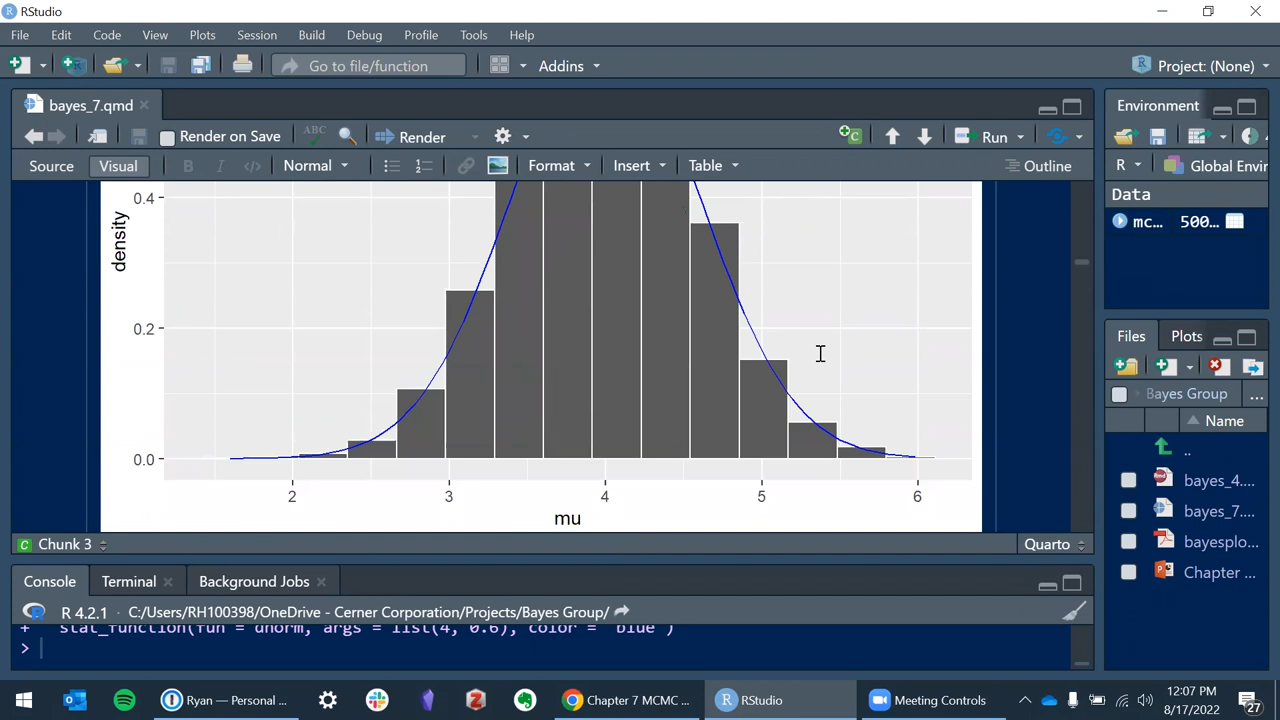 RStudio
File Edit Code View Plots Session Build Debug Profile Tools Help
Go to file/function Addins Project: (None)
bayes_7.qmd
Render on Save ABC Render Run
Source Visual B I Normal Format Insert Table Outline
0.4
density
0.2
0.0
2 3 4 5 6
mu
C Chunk 3 Quarto
Console Terminal Background Jobs
R 4.2.1 · C:/Users/RH100398/OneDrive - Cerner Corporation/Projects/Bayes Group/
+ stat_function(fun = dnorm, args = list(4, 0.6), color = "blue")
>
Environment
R Global Envir
Data
mc... 500...
Files Plots
Bayes Group ...
Name
..
bayes_4....
bayes_7....
bayesplo...
Chapter ...
Ryan — Personal ... Chapter 7 MCMC ... RStudio Meeting Controls
12:07 PM
8/17/2022
27